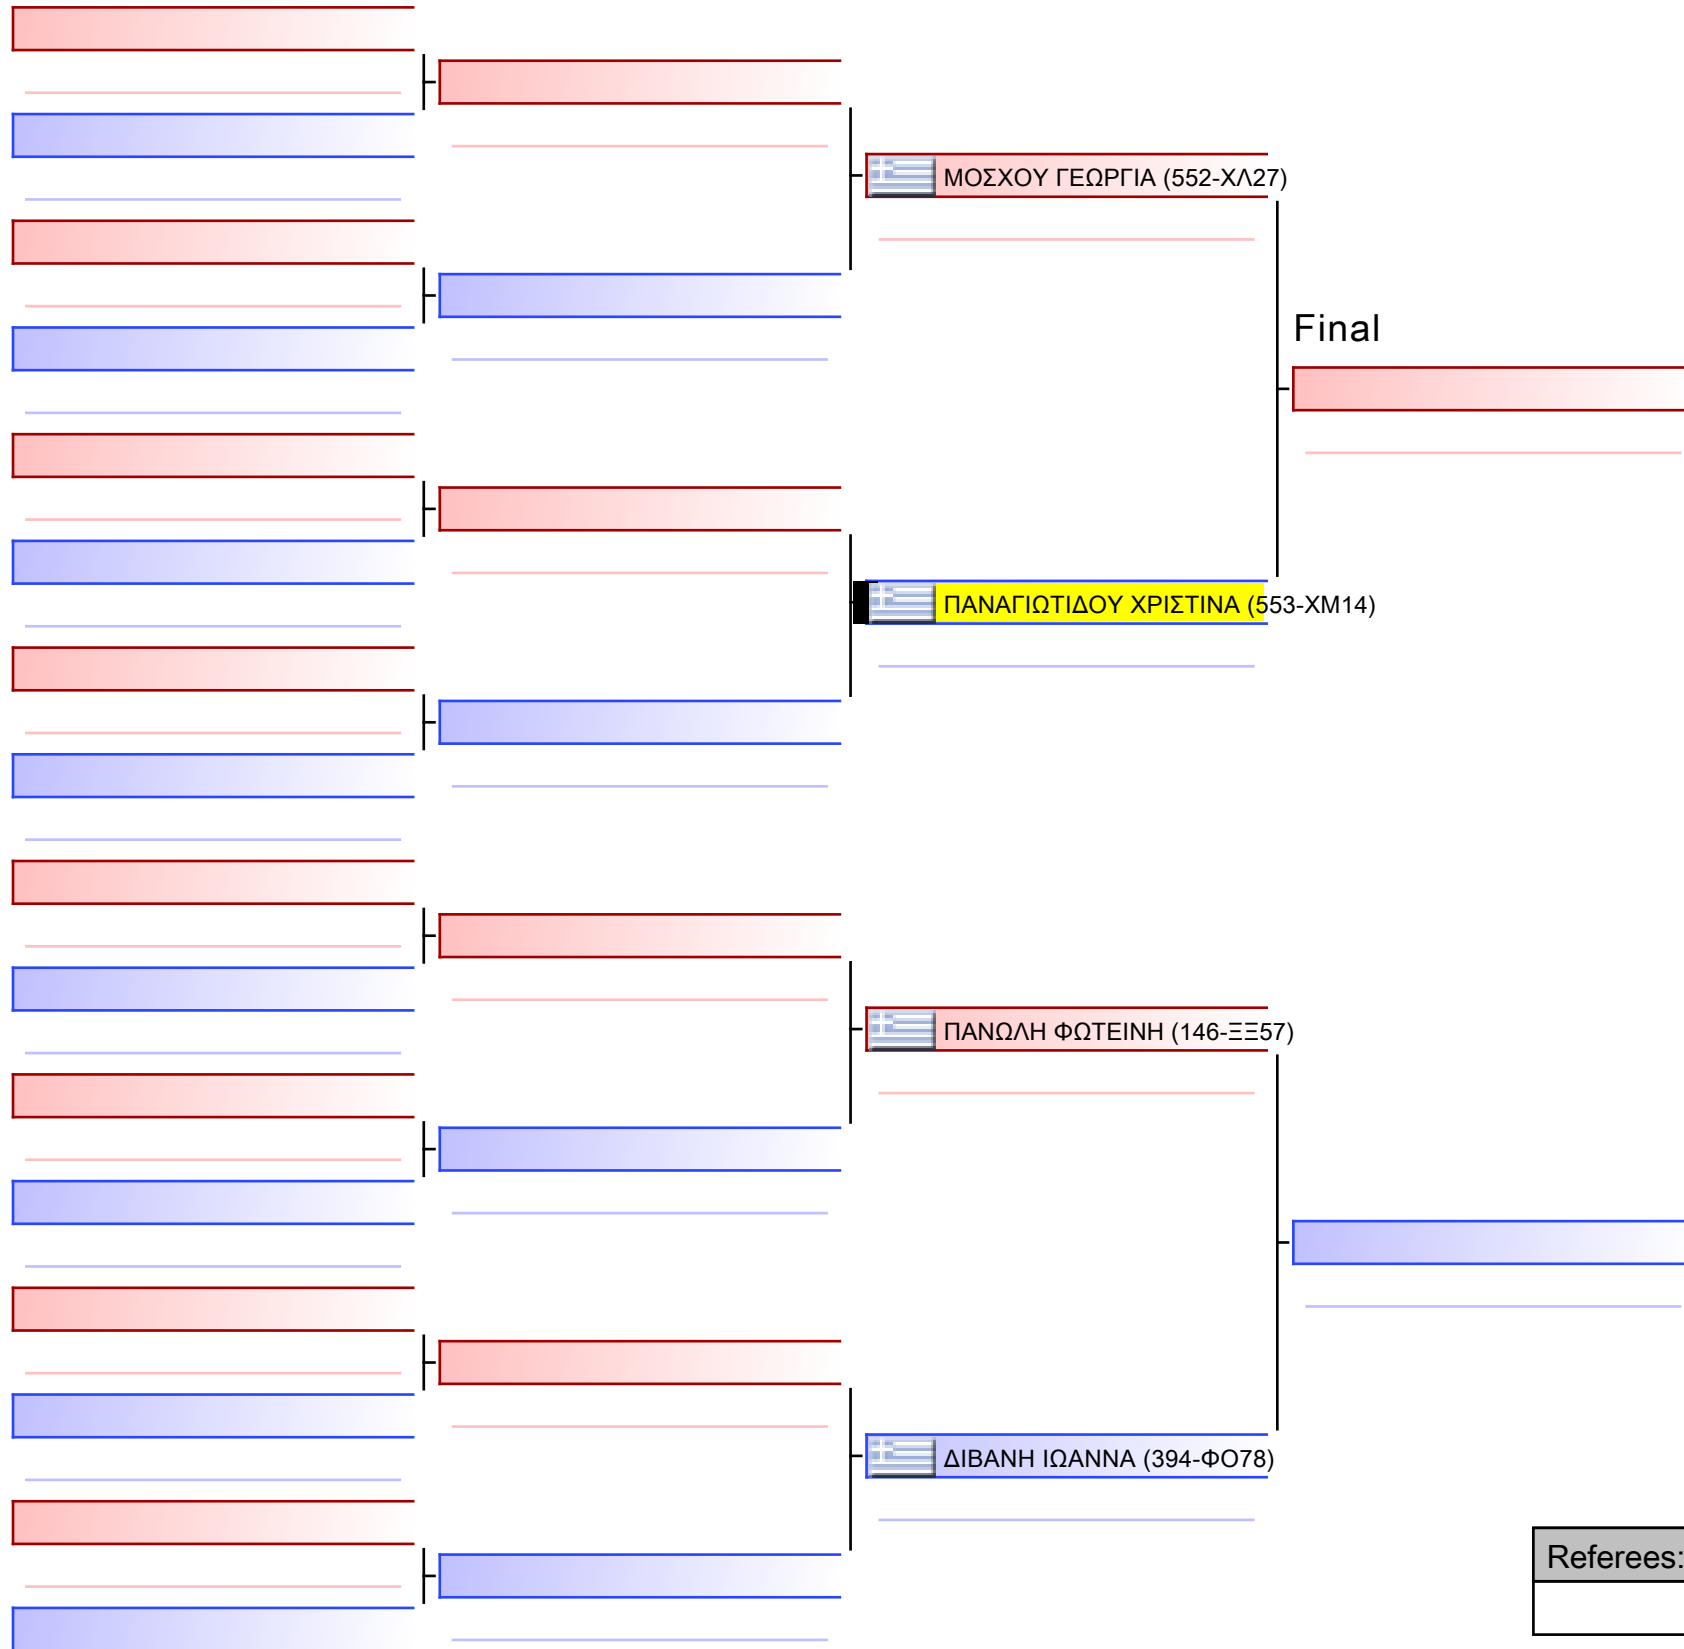 ΜΟΣΧΟΥ ΓΕΩΡΓΙΑ (552-ΧΛ27)
Final
ΠΑΝΑΓΙΩΤΙΔΟΥ ΧΡΙΣΤΙΝΑ (553-ΧΜ14)
ΠΑΝΩΛΗ ΦΩΤΕΙΝΗ (146-ΞΞ57)
ΔΙΒΑΝΗ ΙΩΑΝΝΑ (394-ΦΟ78)
Referees: